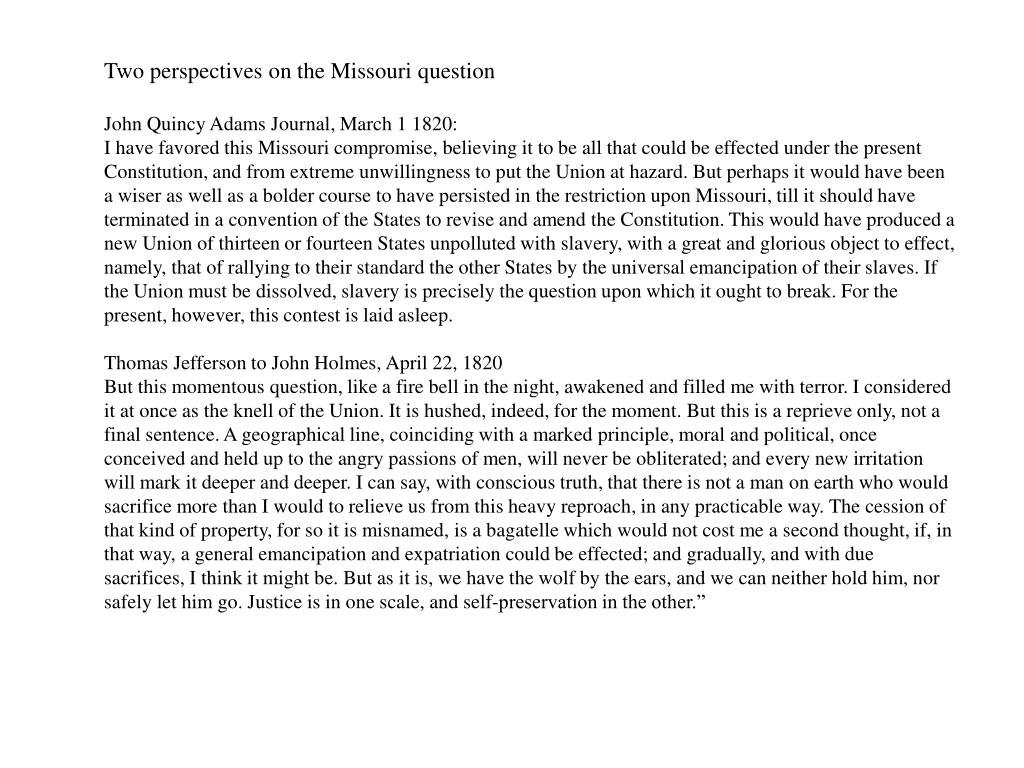 Two perspectives on the Missouri question
John Quincy Adams Journal, March 1 1820:
I have favored this Missouri compromise, believing it to be all that could be effected under the present
Constitution, and from extreme unwillingness to put the Union at hazard. But perhaps it would have been
a wiser as well as a bolder course to have persisted in the restriction upon Missouri, till it should have
terminated in a convention of the States to revise and amend the Constitution. This would have produced a
new Union of thirteen or fourteen States unpolluted with slavery, with a great and glorious object to effect,
namely, that of rallying to their standard the other States by the universal emancipation of their slaves. If
the Union must be dissolved, slavery is precisely the question upon which it ought to break. For the
present, however, this contest is laid asleep.
Thomas Jefferson to John Holmes, April 22, 1820
But this momentous question, like a fire bell in the night, awakened and filled me with terror. I considered
it at once as the knell of the Union. It is hushed, indeed, for the moment. But this is a reprieve only, not a
final sentence. A geographical line, coinciding with a marked principle, moral and political, once
conceived and held up to the angry passions of men, will never be obliterated; and every new irritation
will mark it deeper and deeper. I can say, with conscious truth, that there is not a man on earth who would
sacrifice more than I would to relieve us from this heavy reproach, in any practicable way. The cession of
that kind of property, for so it is misnamed, is a bagatelle which would not cost me a second thought, if, in
that way, a general emancipation and expatriation could be effected; and gradually, and with due
sacrifices, I think it might be. But as it is, we have the wolf by the ears, and we can neither hold him, nor
safely let him go. Justice is in one scale, and self-preservation in the other.”